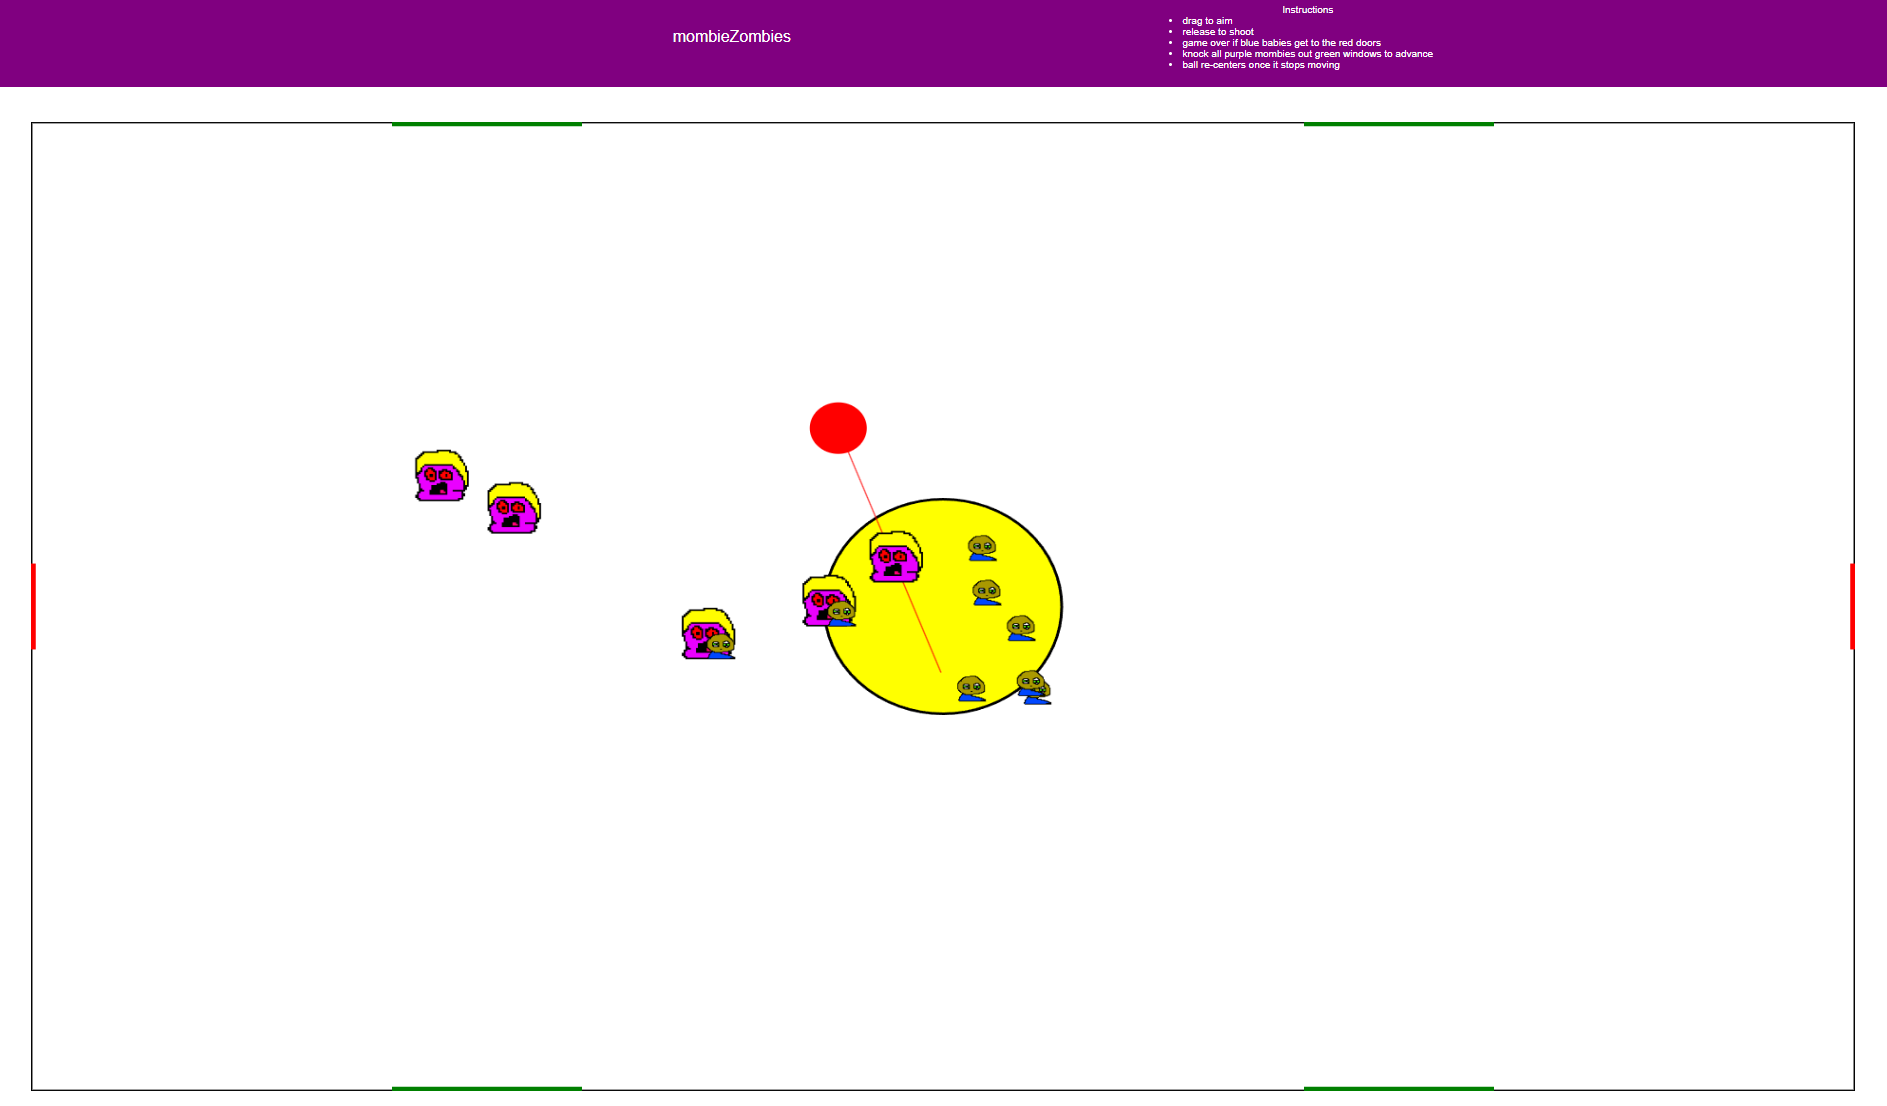 mombieZombies
Instructions
drag to aim
release to shoot
game over if blue babies get to the red doors
knock all purple mombies out green windows to advance
ball re-centers once it stops moving